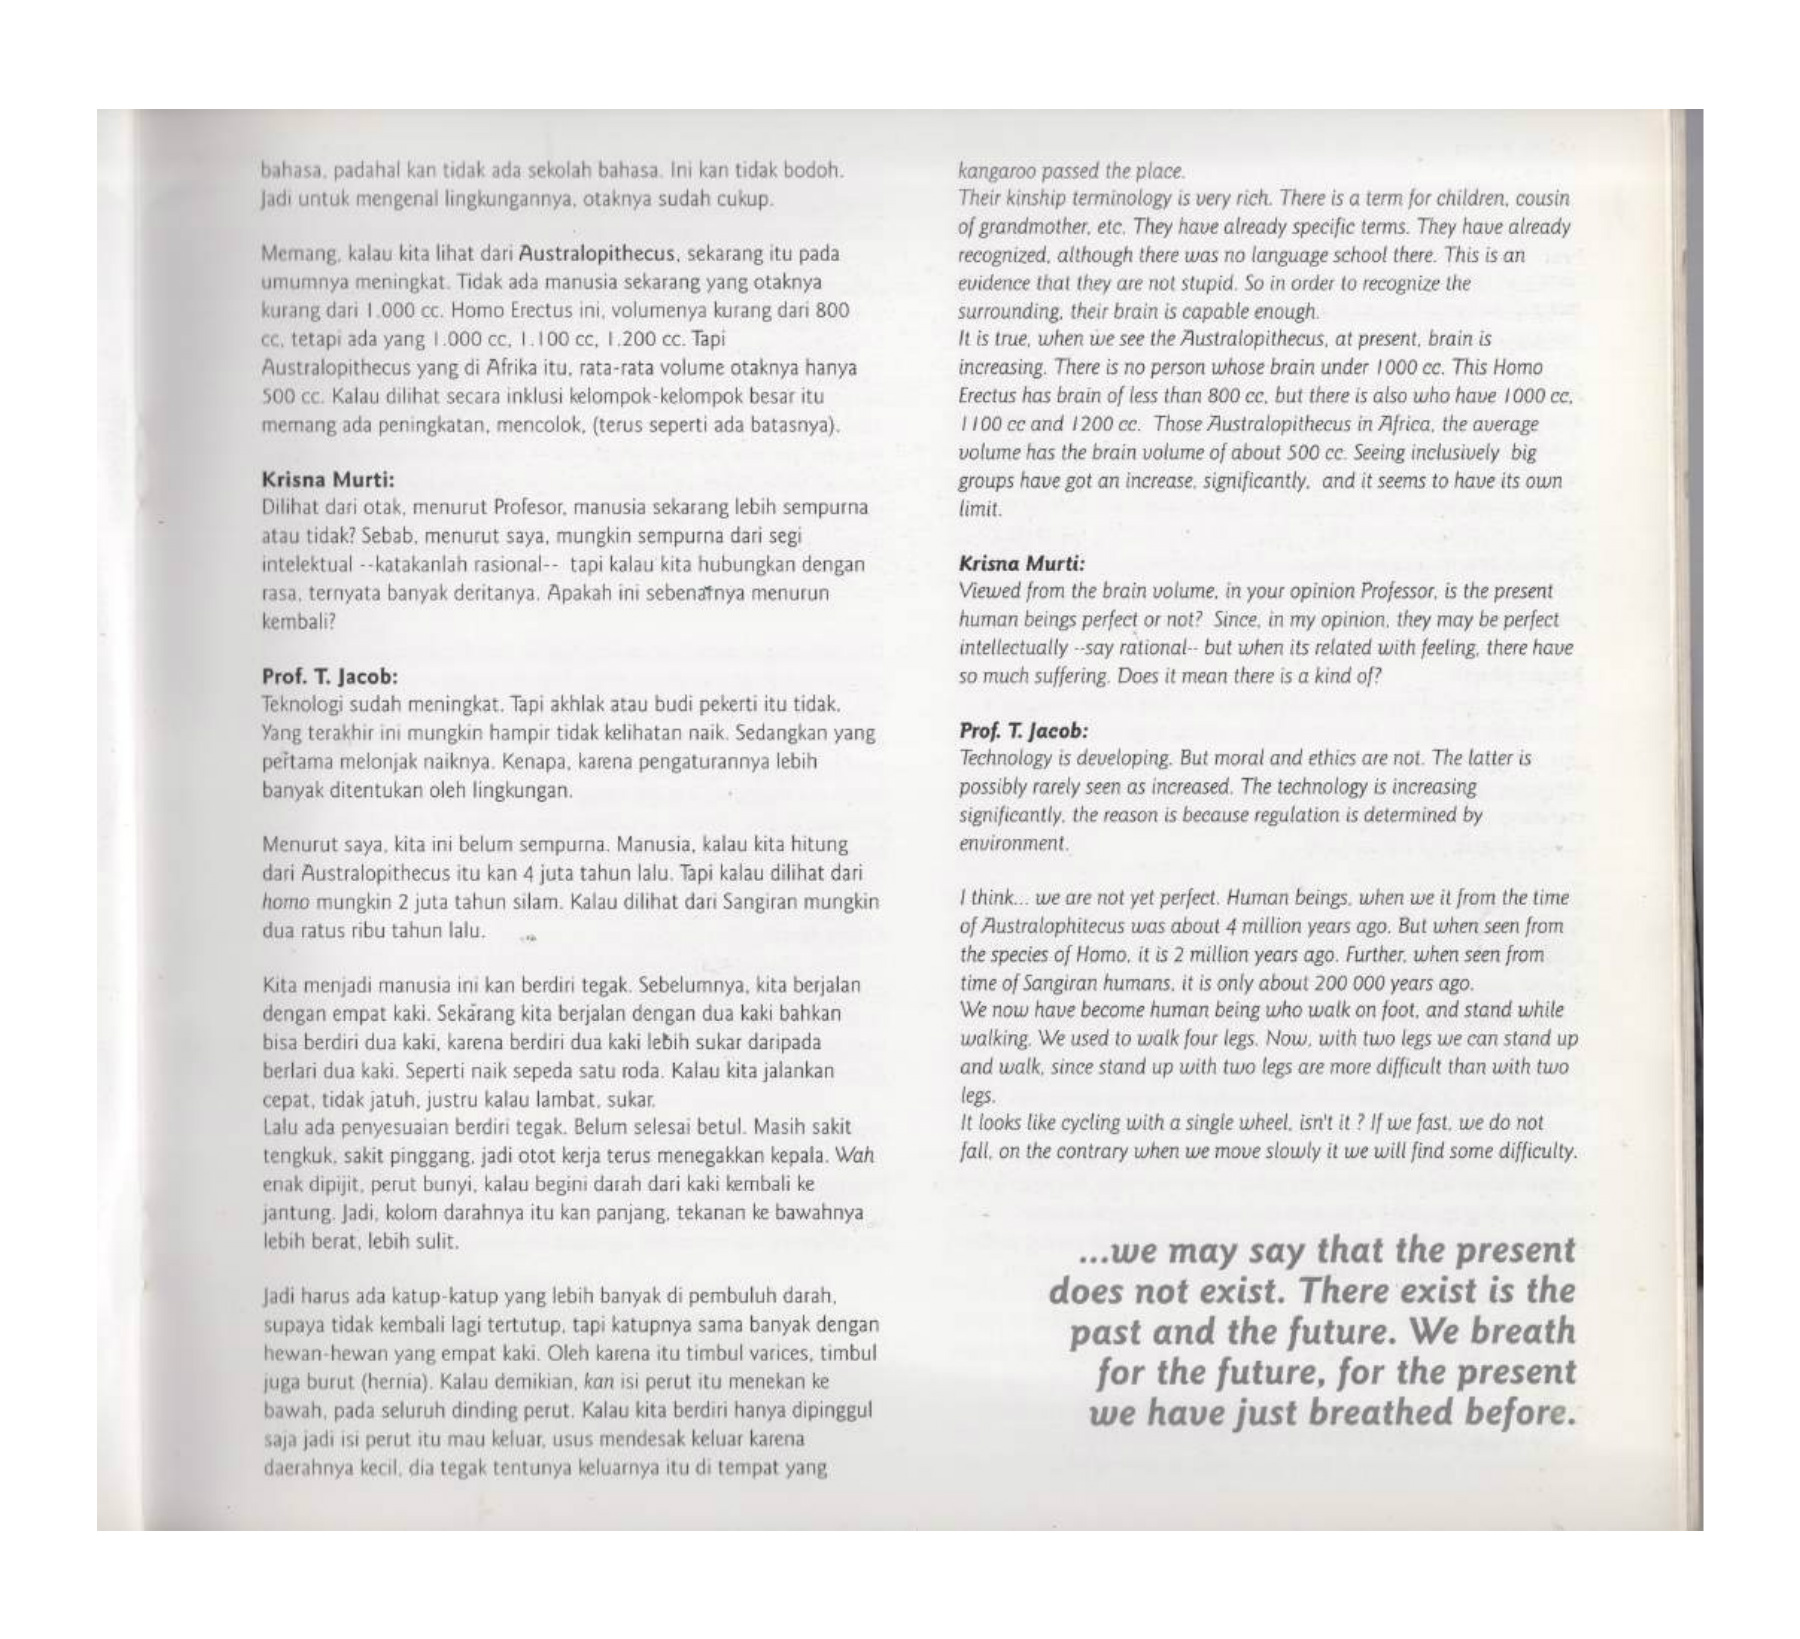 bahasa, padahal kan tidak ada sekolah bahasa. Ini kan tidak bodoh.
Jadi untuk mengenal lingkungannya, otaknya sudah cukup.
Memang, kalau kita lihat dari Australopithecus, sekarang itu pada
umumnya meningkat. Tidak ada manusia sekarang yang otaknya
kurang dari 1.000 cc. Homo Erectus ini, volumenya kurang dari 800
cc, tetapi ada yang 1.000 cc, 1.100 cc, 1.200 cc. Tapi
Australopithecus yang di Afrika itu, rata-rata volume otaknya hanya
500 cc. Kalau dilihat secara inklusi kelompok-kelompok besar itu
memang ada peningkatan, mencolok, (terus seperti ada batasnya).
Krisna Murti:
Dilihat dari otak, menurut Profesor, manusia sekarang lebih sempurna
atau tidak? Sebab, menurut saya, mungkin sempurna dari segi
intelektual --katakanlah rasional-- tapi kalau kita hubungkan dengan
rasa, ternyata banyak deritanya. Apakah ini sebenarnya menurun
kembali?
Prof. T. Jacob:
Teknologi sudah meningkat. Tapi akhlak atau budi pekerti itu tidak.
Yang terakhir ini mungkin hampir tidak kelihatan naik. Sedangkan yang
pertama melonjak naiknya. Kenapa, karena pengaturannya lebih
banyak ditentukan oleh lingkungan.
Menurut saya, kita ini belum sempurna. Manusia, kalau kita hitung
dari Australopithecus itu kan 4 juta tahun lalu. Tapi kalau dilihat dari
homo mungkin 2 juta tahun silam. Kalau dilihat dari Sangiran mungkin
dua ratus ribu tahun lalu.
Kita menjadi manusia ini kan berdiri tegak. Sebelumnya, kita berjalan
dengan empat kaki. Sekarang kita berjalan dengan dua kaki bahkan
bisa berdiri dua kaki, karena berdiri dua kaki lebih sukar daripada
berlari dua kaki. Seperti naik sepeda satu roda. Kalau kita jalankan
cepat, tidak jatuh, justru kalau lambat, sukar.
Lalu ada penyesuaian berdiri tegak. Belum selesai betul. Masih sakit
tengkuk, sakit pinggang, jadi otot kerja terus menegakkan kepala. Wah
enak dipijit, perut bunyi, kalau begini darah dari kaki kembali ke
jantung. Jadi, kolom darahnya itu kan panjang, tekanan ke bawahnya
lebih berat, lebih sulit.
Jadi harus ada katup-katup yang lebih banyak di pembuluh darah,
supaya tidak kembali lagi tertutup, tapi katupnya sama banyak dengan
hewan-hewan yang empat kaki. Oleh karena itu timbul varices, timbul
juga burut (hernia). Kalau demikian, kan isi perut itu menekan ke
bawah, pada seluruh dinding perut. Kalau kita berdiri hanya dipinggul
saja jadi isi perut itu mau keluar, usus mendesak keluar karena
daerahnya kecil, dia tegak tentunya keluarnya itu di tempat yang
kangaroo passed the place.
Their kinship terminology is very rich. There is a term for children, cousin
of grandmother, etc. They have already specific terms. They have already
recognized, although there was no language school there. This is an
evidence that they are not stupid. So in order to recognize the
surrounding, their brain is capable enough.
It is true, when we see the Australopithecus, at present, brain is
increasing. There is no person whose brain under 1000 cc. This Homo
Erectus has brain of less than 800 cc, but there is also who have 1000 cc,
1100 cc and 1200 cc. Those Australopithecus in Africa, the average
volume has the brain volume of about 500 cc. Seeing inclusively big
groups have got an increase, significantly, and it seems to have its own
limit.
Krisna Murti:
Viewed from the brain volume, in your opinion Professor, is the present
human beings perfect or not? Since, in my opinion, they may be perfect
intellectually --say rational-- but when its related with feeling, there have
so much suffering. Does it mean there is a kind of?
Prof. T. Jacob:
Technology is developing. But moral and ethics are not. The latter is
possibly rarely seen as increased. The technology is increasing
significantly, the reason is because regulation is determined by
environment.
I think... we are not yet perfect. Human beings, when we it from the time
of Australophitecus was about 4 million years ago. But when seen from
the species of Homo, it is 2 million years ago. Further, when seen from
time of Sangiran humans, it is only about 200 000 years ago.
We now have become human being who walk on foot, and stand while
walking. We used to walk four legs. Now, with two legs we can stand up
and walk, since stand up with two legs are more difficult than with two
legs.
It looks like cycling with a single wheel, isn't it ? If we fast, we do not
fall, on the contrary when we move slowly it we will find some difficulty.
...we may say that the present
does not exist. There exist is the
past and the future. We breath
for the future, for the present
we have just breathed before.